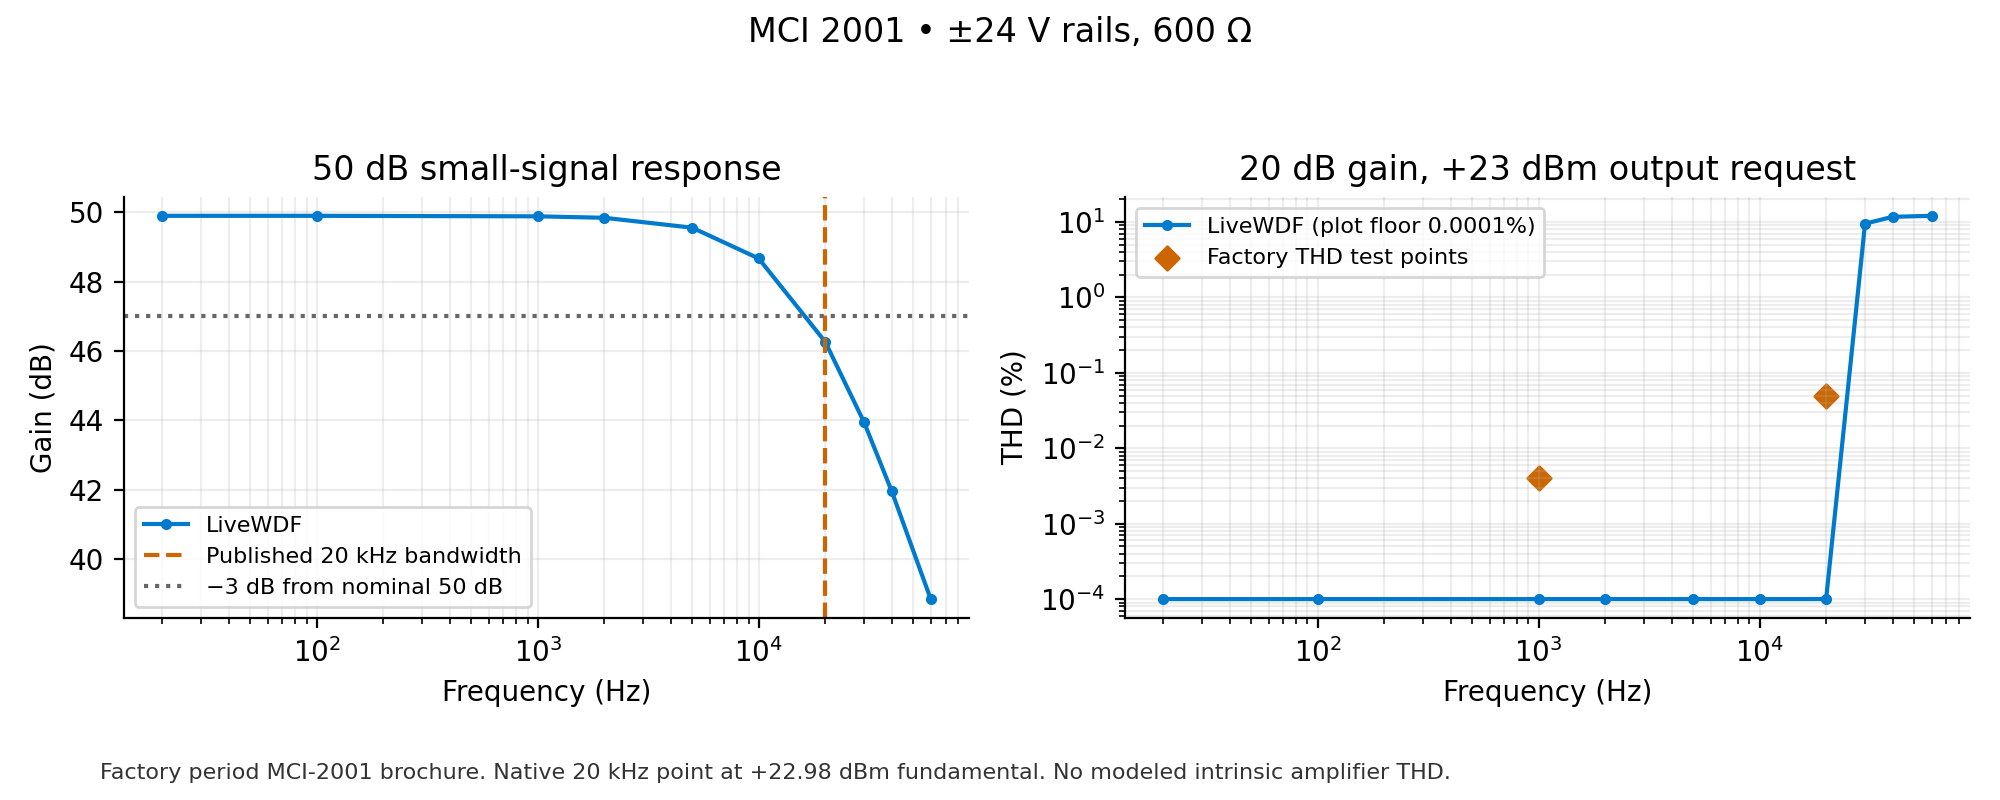 MCI 2001 • ±24 V rails, 600 Ω
50 dB small-signal response
50
48
46
44
42
40
Gain (dB)
LiveWDF
Published 20 kHz bandwidth
−3 dB from nominal 50 dB
10²
10³
10⁴
Frequency (Hz)
20 dB gain, +23 dBm output request
10¹
10⁰
10⁻¹
10⁻²
10⁻³
10⁻⁴
THD (%)
LiveWDF (plot floor 0.0001%)
Factory THD test points
10²
10³
10⁴
Frequency (Hz)
Factory period MCI-2001 brochure. Native 20 kHz point at +22.98 dBm fundamental. No modeled intrinsic amplifier THD.